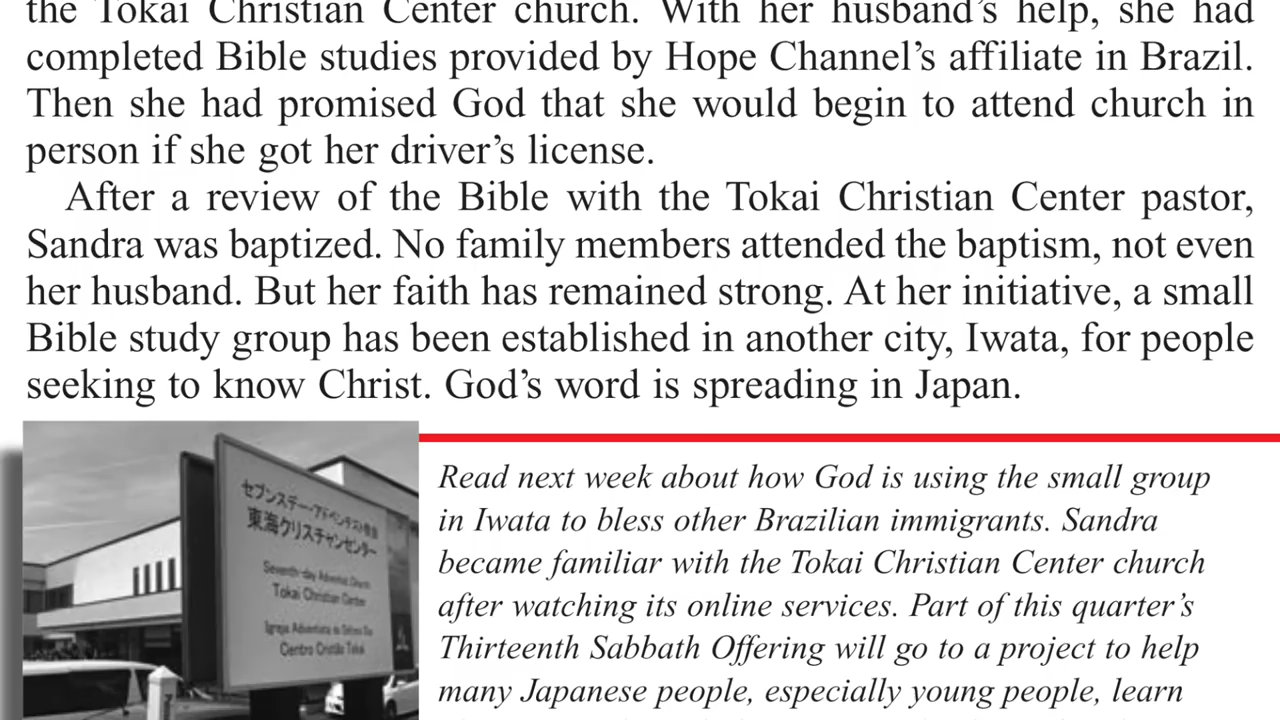 the Tokai Christian Center church. With her husband's help, she had
completed Bible studies provided by Hope Channel's affiliate in Brazil.
Then she had promised God that she would begin to attend church in
person if she got her driver's license.
After a review of the Bible with the Tokai Christian Center pastor,
Sandra was baptized. No family members attended the baptism, not even
her husband. But her faith has remained strong. At her initiative, a small
Bible study group has been established in another city, Iwata, for people
seeking to know Christ. God's word is spreading in Japan.
セブンスデー・アドベンチスト教団
東海クリスチャンセンター
Seventh-day Adventist Church
Tokai Christian Center
Igreja Adventista do Sétimo Dia
Centro Cristão Tokai
Read next week about how God is using the small group
in Iwata to bless other Brazilian immigrants. Sandra
became familiar with the Tokai Christian Center church
after watching its online services. Part of this quarter's
Thirteenth Sabbath Offering will go to a project to help
many Japanese people, especially young people, learn